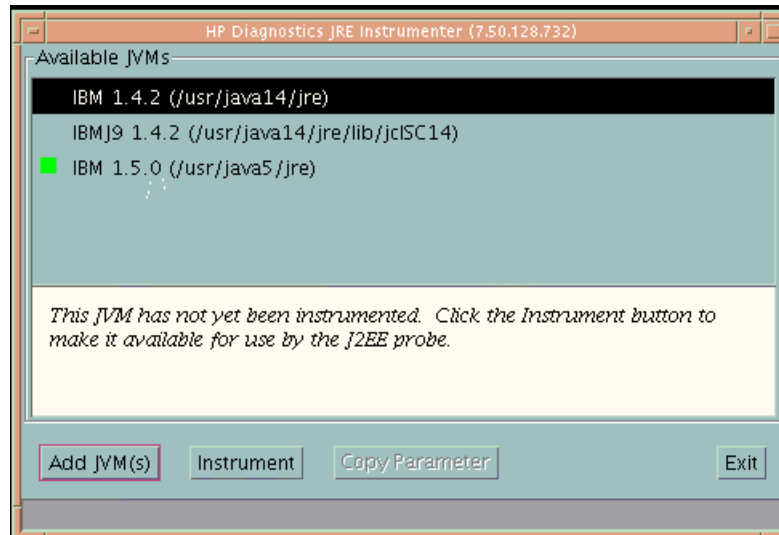 HP Diagnostics JRE Instrumenter (7.50.128.732)
Available JVMs
IBM 1.4.2 (/usr/java14/jre)
IBMJ9 1.4.2 (/usr/java14/jre/lib/jclSC14)
IBM 1.5.0 (/usr/java5/jre)
This JVM has not yet been instrumented. Click the Instrument button to
make it available for use by the J2EE probe.
Add JVM(s) Instrument Copy Parameter Exit